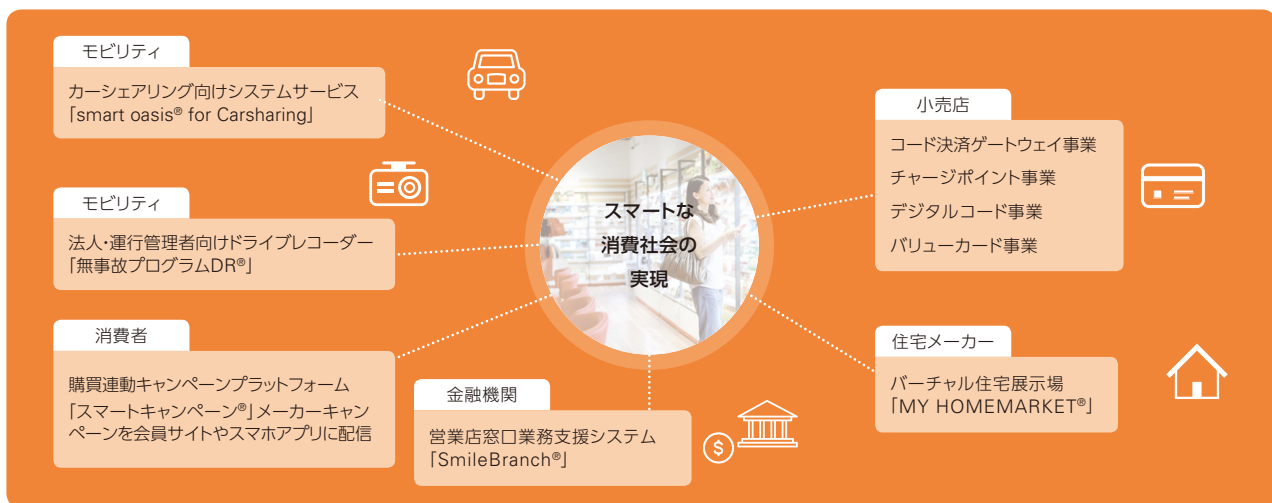 モビリティ
カーシェアリング向けシステムサービス
「smart oasis® for Carsharing」
モビリティ
法人・運行管理者向けドライブレコーダー
「無事故プログラムDR®」
消費者
購買連動キャンペーンプラットフォーム
「スマートキャンペーン®」メーカーキャン
ペーンを会員サイトやスマホアプリに配信
スマートな
消費社会の
実現
金融機関
営業店窓口業務支援システム
「SmileBranch®」
$
小売店
コード決済ゲートウェイ事業
チャージポイント事業
デジタルコード事業
バリューカード事業
住宅メーカー
バーチャル住宅展示場
「MY HOMEMARKET®」